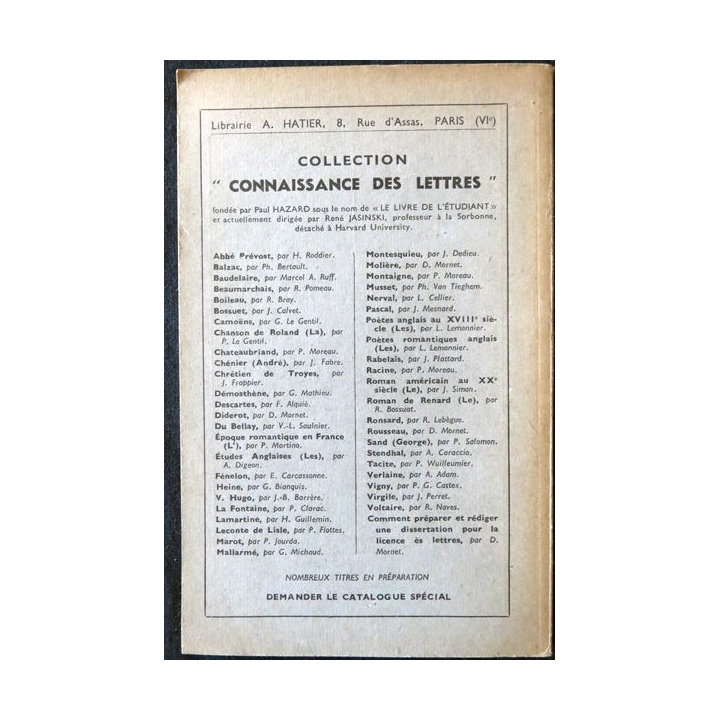 Librairie A. HATIER, 8, Rue d'Assas, PARIS (VIe)
COLLECTION
" CONNAISSANCE DES LETTRES "
fondée par Paul HAZARD sous le nom de « LE LIVRE DE L'ÉTUDIANT »
et actuellement dirigée par René JASINSKI, professeur à la Sorbonne,
détaché à Harvard University.
Abbé Prévost, par H. Roddier.
Balzac, par Ph. Bertault.
Baudelaire, par Marcel A. Ruff.
Beaumarchais, par R. Pomeau.
Boileau, par R. Bray.
Bossuet, par J. Calvet.
Camoëns, par G. Le Gentil.
Chanson de Roland (La), par
P. Le Gentil.
Chateaubriand, par P. Moreau.
Chénier (André), par J. Fabre.
Chrétien de Troyes, par
J. Frappier.
Démosthène, par G. Mathieu.
Descartes, par F. Alquié.
Diderot, par D. Mornet.
Du Bellay, par V.-L. Saulnier.
Époque romantique en France
(L'), par P. Martino.
Études Anglaises (Les), par
A. Digeon.
Fénelon, par E. Carcassonne.
Heine, par G. Bianquis.
V. Hugo, par J.-B. Barrère.
La Fontaine, par P. Clarac.
Lamartine, par H. Guillemin.
Leconte de Lisle, par P. Flottes.
Marot, par P. Jourda.
Mallarmé, par G. Michaud.
Montesquieu, par J. Dedieu.
Molière, par D. Mornet.
Montaigne, par P. Moreau.
Musset, par Ph. Van Tieghem.
Nerval, par L. Cellier.
Pascal, par J. Mesnard.
Poètes anglais au XVIIIe siè-
cle (Les), par L. Lemonnier.
Poètes romantiques anglais
(Les), par L. Lemonnier.
Rabelais, par J. Plattard.
Racine, par P. Moreau.
Roman américain au XXe
siècle (Le), par J. Simon.
Roman de Renard (Le), par
R. Bossuat.
Ronsard, par R. Lebègue.
Rousseau, par D. Mornet.
Sand (George), par P. Salomon.
Stendhal, par A. Caraccio.
Tacite, par P. Wuilleumier.
Verlaine, par A. Adam.
Vigny, par P. G. Castex.
Virgile, par J. Perret.
Voltaire, par R. Naves.
Comment préparer et rédiger
une dissertation pour la
licence ès lettres, par D.
Mornet.
NOMBREUX TITRES EN PRÉPARATION
DEMANDER LE CATALOGUE SPÉCIAL